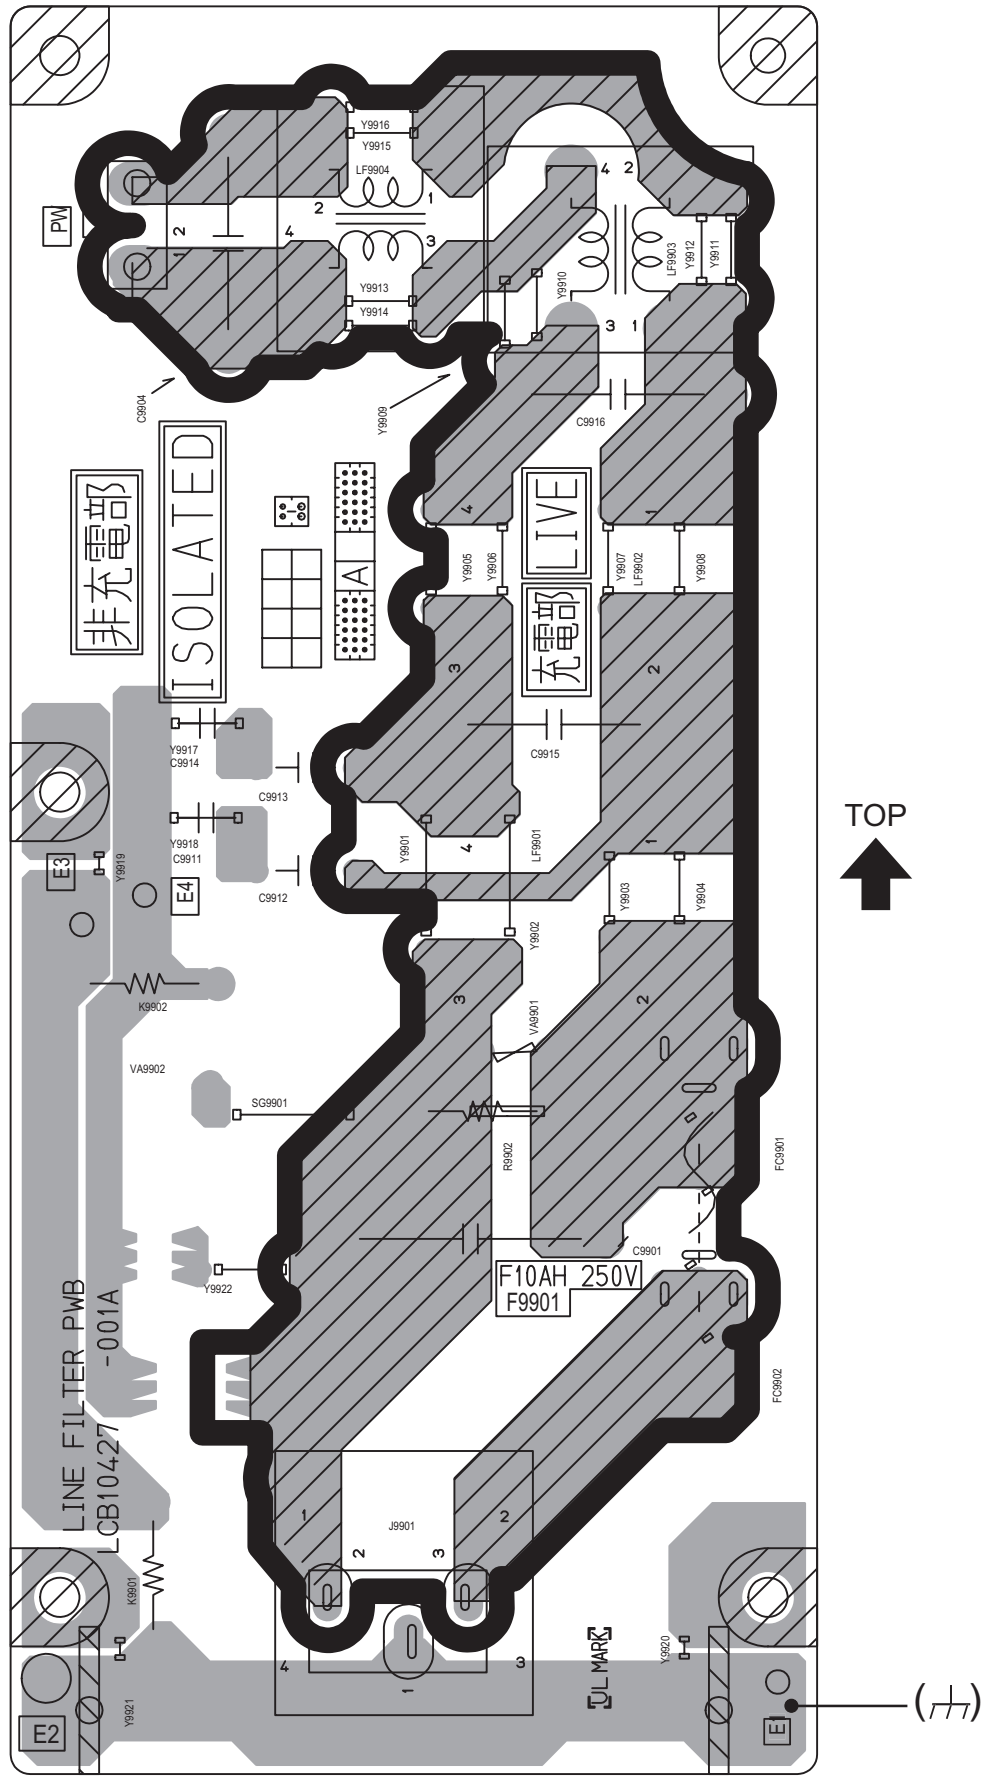 Y9916
Y9915
LF9904
2
1
4
3
4
2
PW
2
1
Y9913
Y9914
Y9910
LF9903
Y9912
Y9911
3
1
C9904
Y9909
C9916
非充電部
ISOLATED
A
4
LIVE
1
Y9905
Y9906
Y9907
LF9902
Y9908
充電部
3
2
Y9917
C9914
C9915
C9913
TOP
Y9918
C9911
Y9901
4
LF9901
1
E3
Y9919
E4
C9912
Y9903
Y9904
Y9902
K9902
3
2
VA9901
VA9902
SG9901
R9902
FC9901
C9901
Y9922
F10AH 250V
F9901
LINE FILTER PWB
LCB10427 -001A
FC9902
1
J9901
2
2
3
K9901
UL MARK
Y9920
4
3
1
Y9921
E2
E1